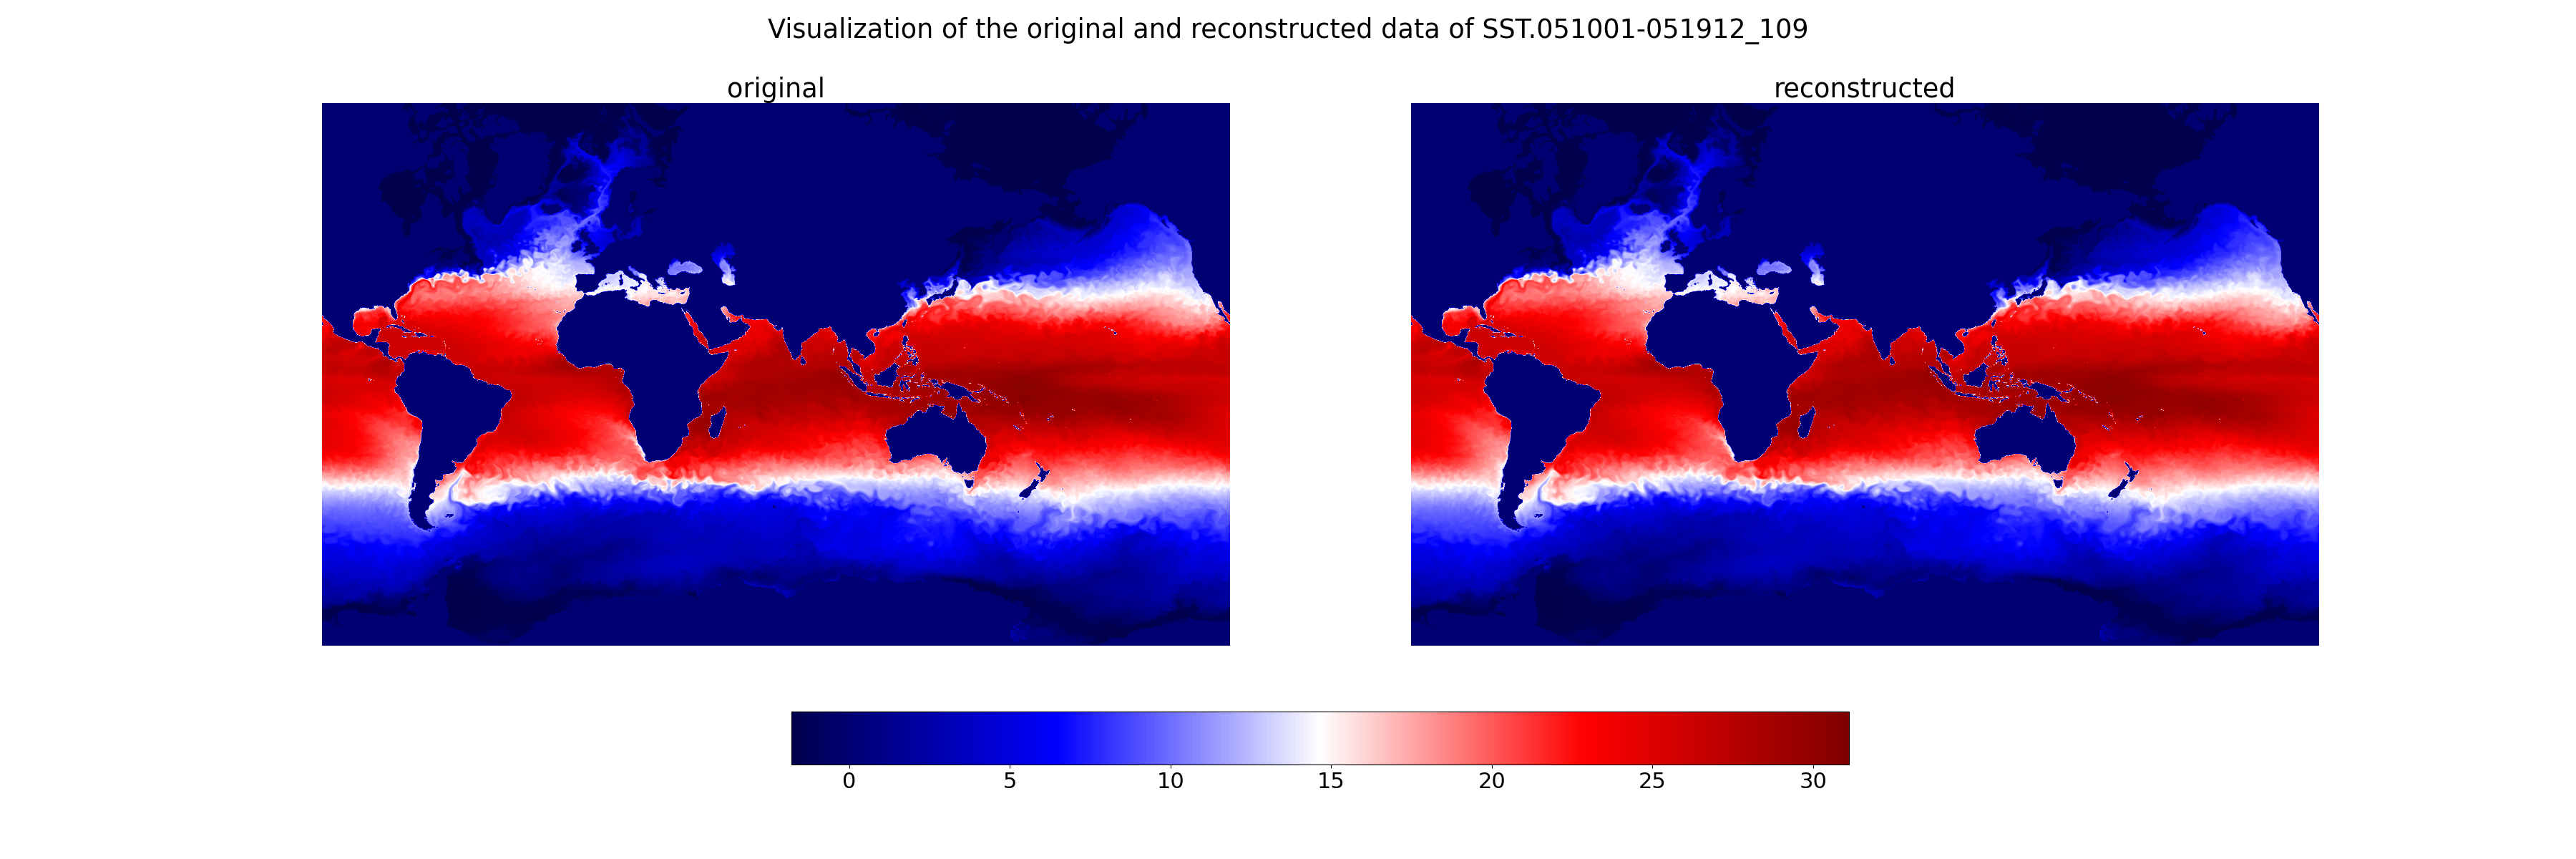 Visualization of the original and reconstructed data of SST.051001-051912_109
original
reconstructed
0 5 10 15 20 25 30